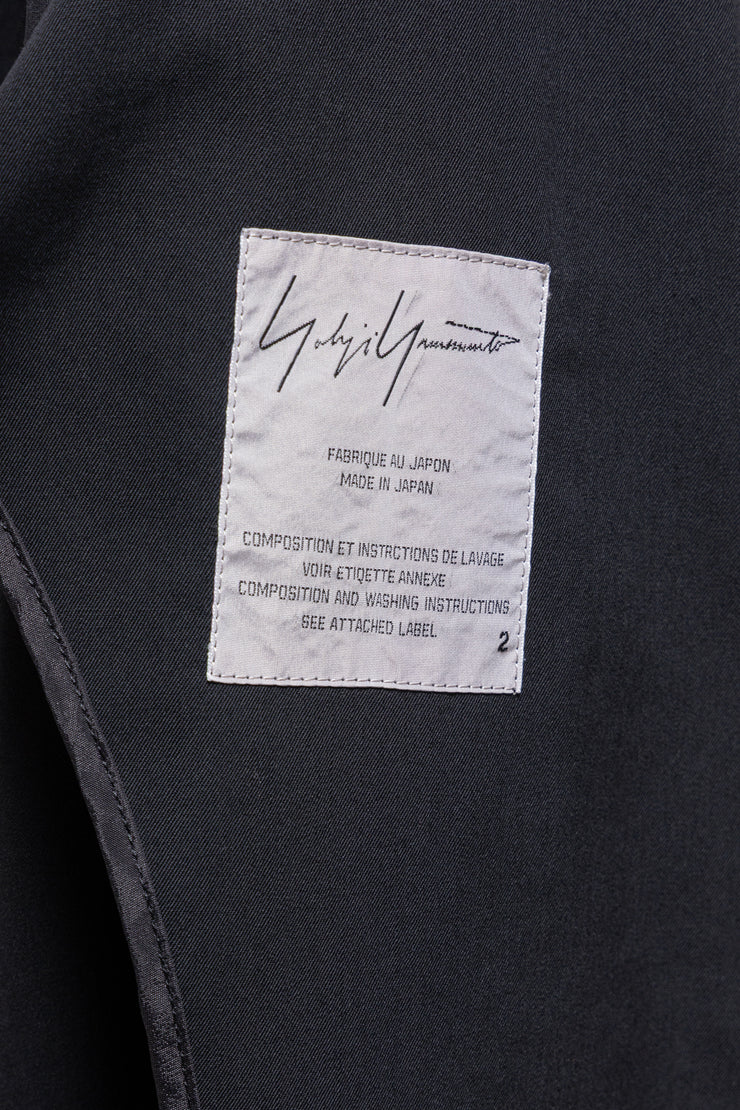 Yohji Yamamoto
FABRIQUE AU JAPON
MADE IN JAPAN
COMPOSITION ET INSTRCTIONS DE LAVAGE
VOIR ETIQETTE ANNEXE
COMPOSITION AND WASHING INSTRUCTIONS
SEE ATTACHED LABEL
2